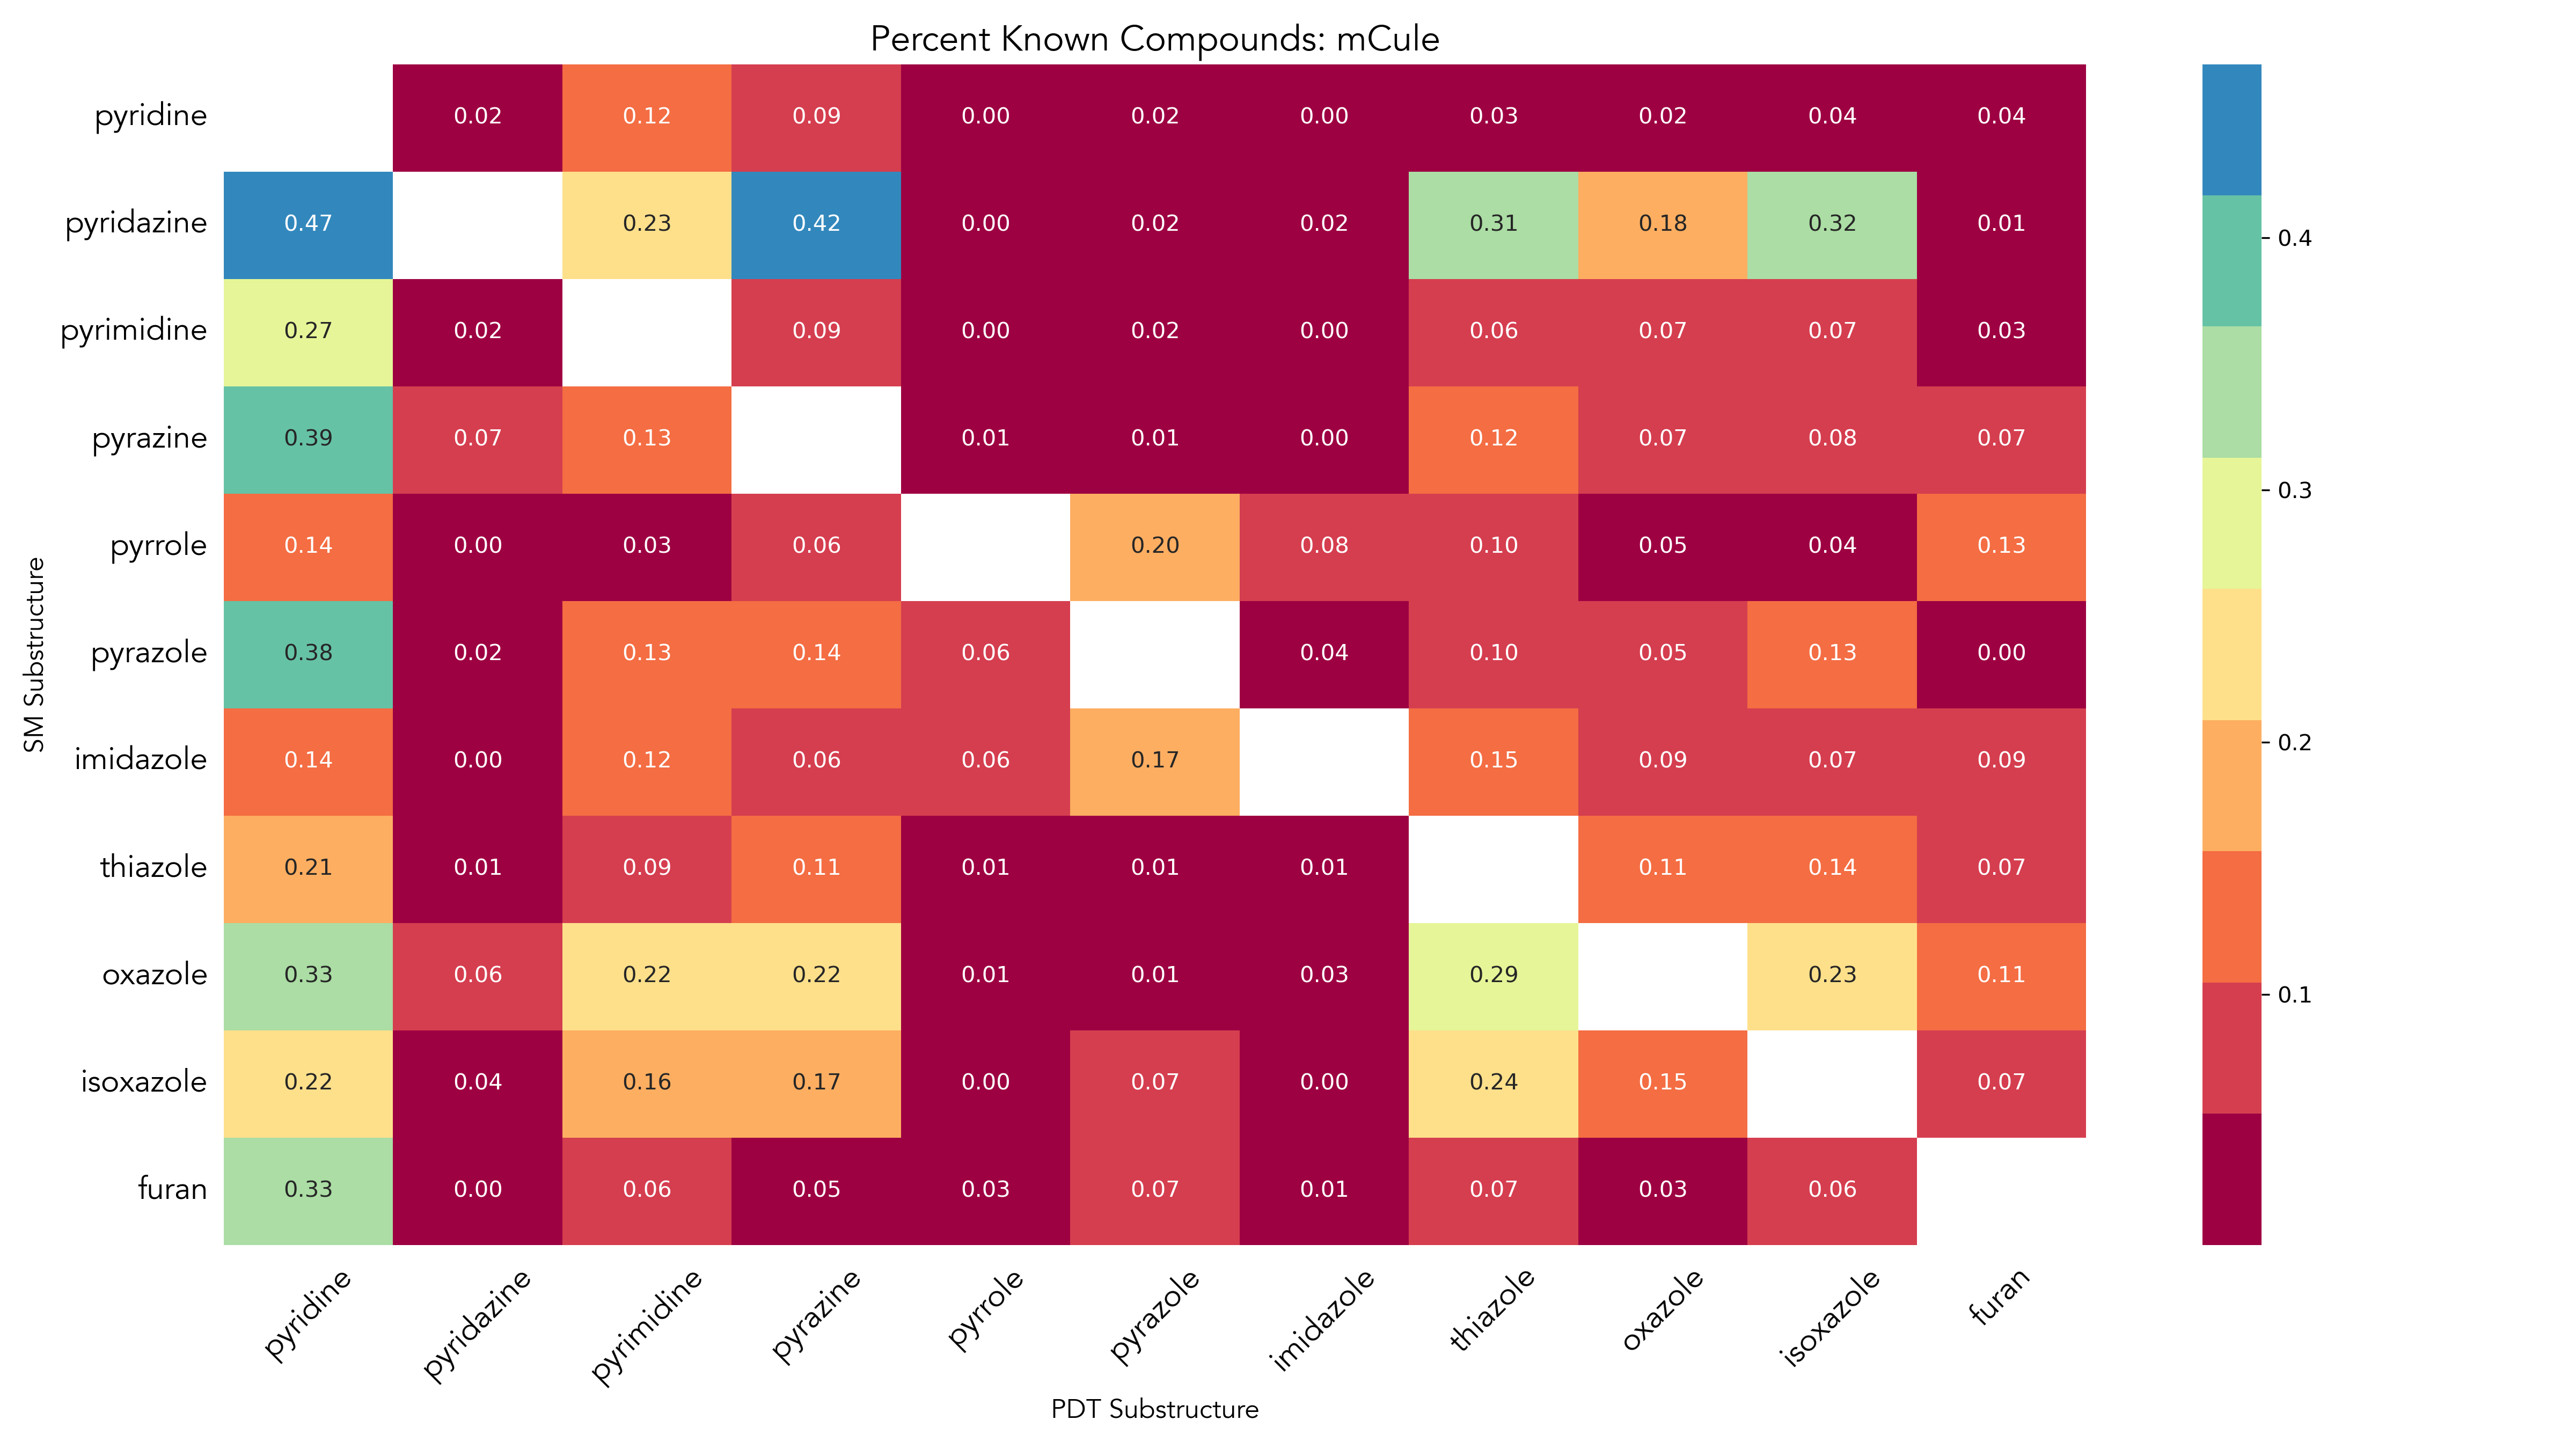 Percent Known Compounds: mCule
pyridine 0.02 0.12 0.09 0.00 0.02 0.00 0.03 0.02 0.04 0.04
pyridazine 0.47 0.23 0.42 0.00 0.02 0.02 0.31 0.18 0.32 0.01
0.4
pyrimidine 0.27 0.02 0.09 0.00 0.02 0.00 0.06 0.07 0.07 0.03
pyrazine 0.39 0.07 0.13 0.01 0.01 0.00 0.12 0.07 0.08 0.07
0.3
pyrrole 0.14 0.00 0.03 0.06 0.20 0.08 0.10 0.05 0.04 0.13
SM Substructure
pyrazole 0.38 0.02 0.13 0.14 0.06 0.04 0.10 0.05 0.13 0.00
0.2
imidazole 0.14 0.00 0.12 0.06 0.06 0.17 0.15 0.09 0.07 0.09
thiazole 0.21 0.01 0.09 0.11 0.01 0.01 0.01 0.11 0.14 0.07
oxazole 0.33 0.06 0.22 0.22 0.01 0.01 0.03 0.29 0.23 0.11
0.1
isoxazole 0.22 0.04 0.16 0.17 0.00 0.07 0.00 0.24 0.15 0.07
furan 0.33 0.00 0.06 0.05 0.03 0.07 0.01 0.07 0.03 0.06
pyridine pyridazine pyrimidine pyrazine pyrrole pyrazole imidazole thiazole oxazole isoxazole furan
PDT Substructure